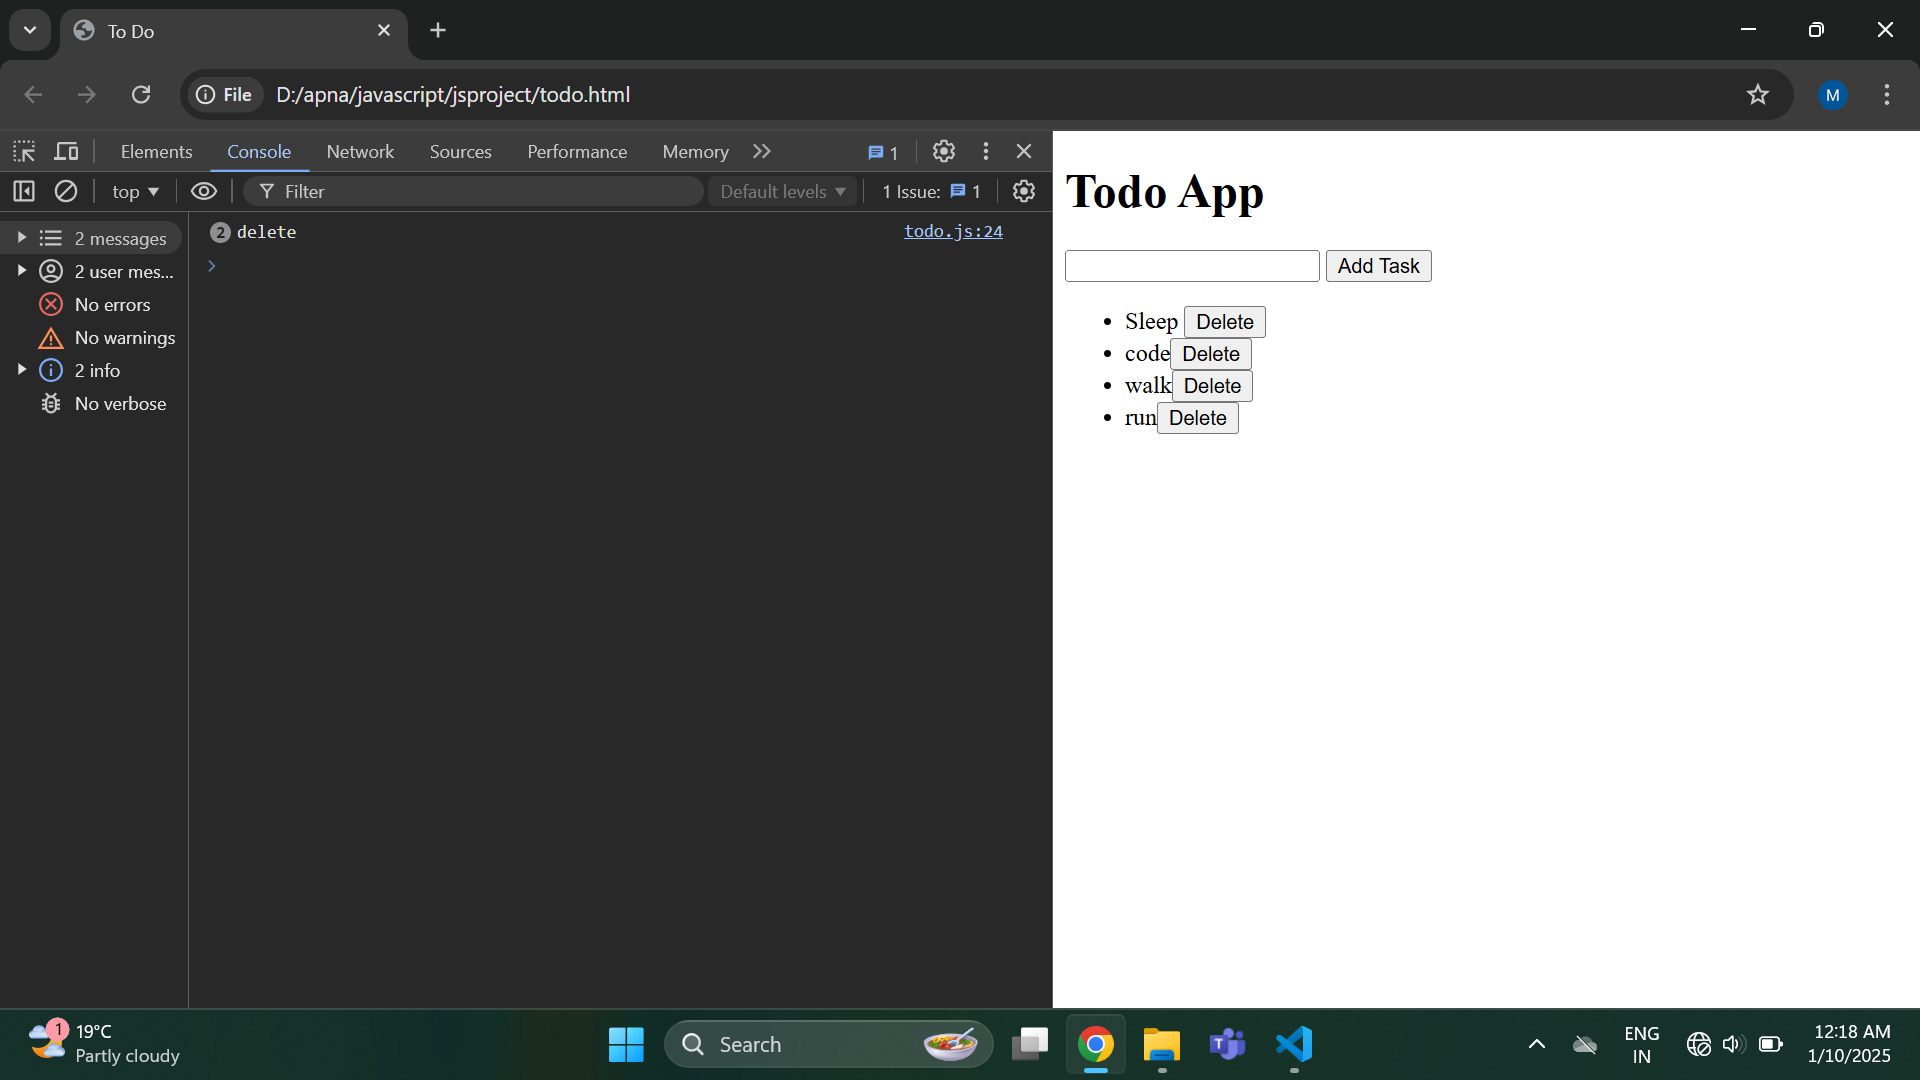 To Do
File D:/apna/javascript/jsproject/todo.html M
Elements Console Network Sources Performance Memory 1
top Filter Default levels 1 Issue: 1
2 messages
2 user mes...
No errors
No warnings
2 info
No verbose
2 delete todo.js:24
Todo App
Add Task
Sleep Delete
code Delete
walk Delete
run Delete
1 19°C
Partly cloudy
Search
ENG
IN
12:18 AM
1/10/2025